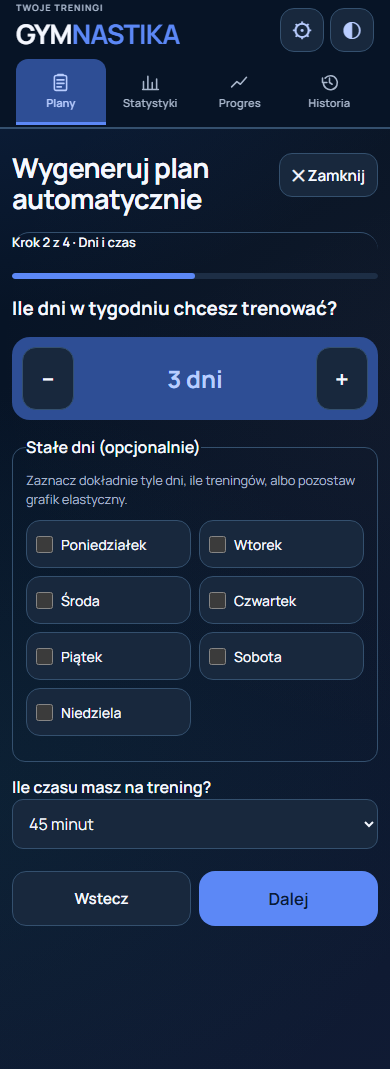 TWOJE TRENINGI
GYMNASTIKA
Plany
Statystyki
Progres
Historia
Wygeneruj plan
automatycznie
Zamknij
Krok 2 z 4 · Dni i czas
Ile dni w tygodniu chcesz trenować?
−
3 dni
+
Stałe dni (opcjonalnie)
Zaznacz dokładnie tyle dni, ile treningów, albo pozostaw
grafik elastyczny.
Poniedziałek
Wtorek
Środa
Czwartek
Piątek
Sobota
Niedziela
Ile czasu masz na trening?
45 minut
Wstecz
Dalej